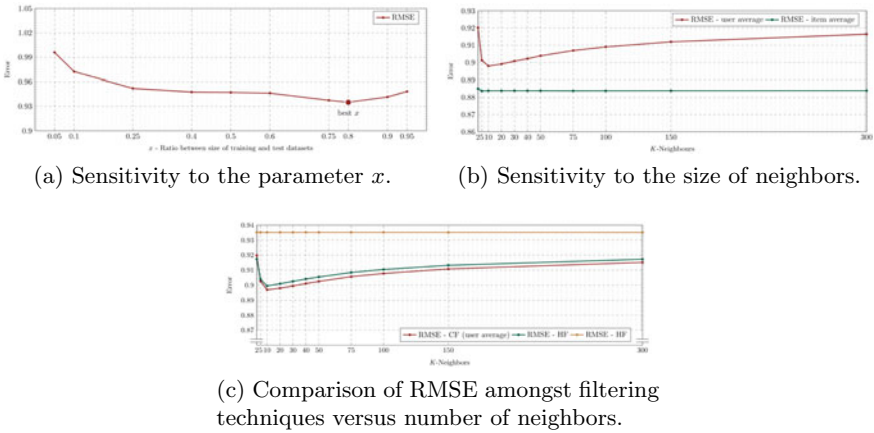 1.05
1.02
0.99
0.96
0.93
0.9
Error
RMSE
best x
0.05 0.1 0.25 0.4 0.5 0.6 0.75 0.8 0.9 0.95
x - Ratio between size of training and test datasets
(a) Sensitivity to the parameter x.
0.93
0.92
0.91
0.9
0.89
0.88
0.87
0.86
Error
RMSE - user average RMSE - item average
25 10 20 30 40 50 75 100 150 300
K-Neighbours
(b) Sensitivity to the size of neighbors.
0.94
0.93
0.92
0.91
0.9
0.89
0.88
0.87
Error
RMSE - CF (user average) RMSE - HF RMSE - HF
25 10 20 30 40 50 75 100 150 300
K-Neighbours
(c) Comparison of RMSE amongst filtering
techniques versus number of neighbors.